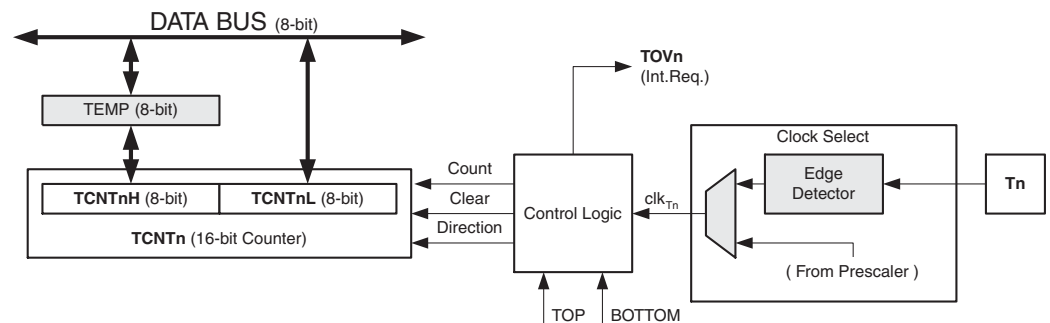 DATA BUS (8-bit)
TEMP (8-bit)
TCNTnH (8-bit)
TCNTnL (8-bit)
TCNTn (16-bit Counter)
Count
Clear
Direction
Control Logic
TOVn
(Int.Req.)
TOP
BOTTOM
clkTn
Clock Select
Edge
Detector
( From Prescaler )
Tn